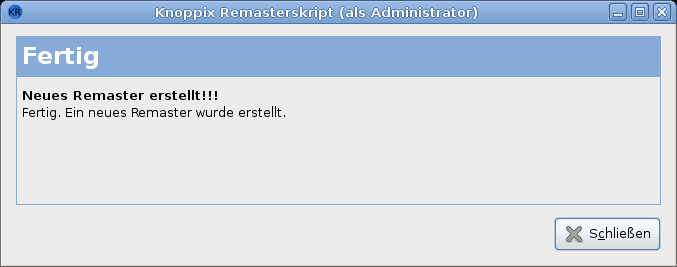 KR Knoppix Remasterskript (als Administrator)
Fertig
Neues Remaster erstellt!!!
Fertig. Ein neues Remaster wurde erstellt.
Schließen